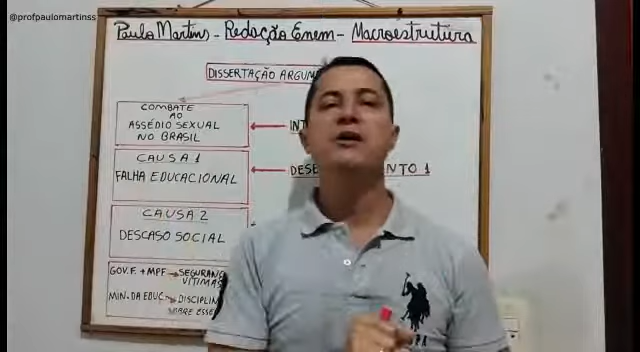 @profpaulomartinss
Paulo Martins - Redação Enem - Macroestrutura
DISSERTAÇÃO ARGUM
COMBATE
AO
ASSÉDIO SEXUAL
NO BRASIL
INT
CAUSA 1
FALHA EDUCACIONAL
DESE NTO 1
CAUSA 2
DESCASO SOCIAL
GOV.F. + MPF → SEGURANÇ
VÍTIMAS
MIN. DA EDUC → DISCIPLIN
SOBRE ESSE